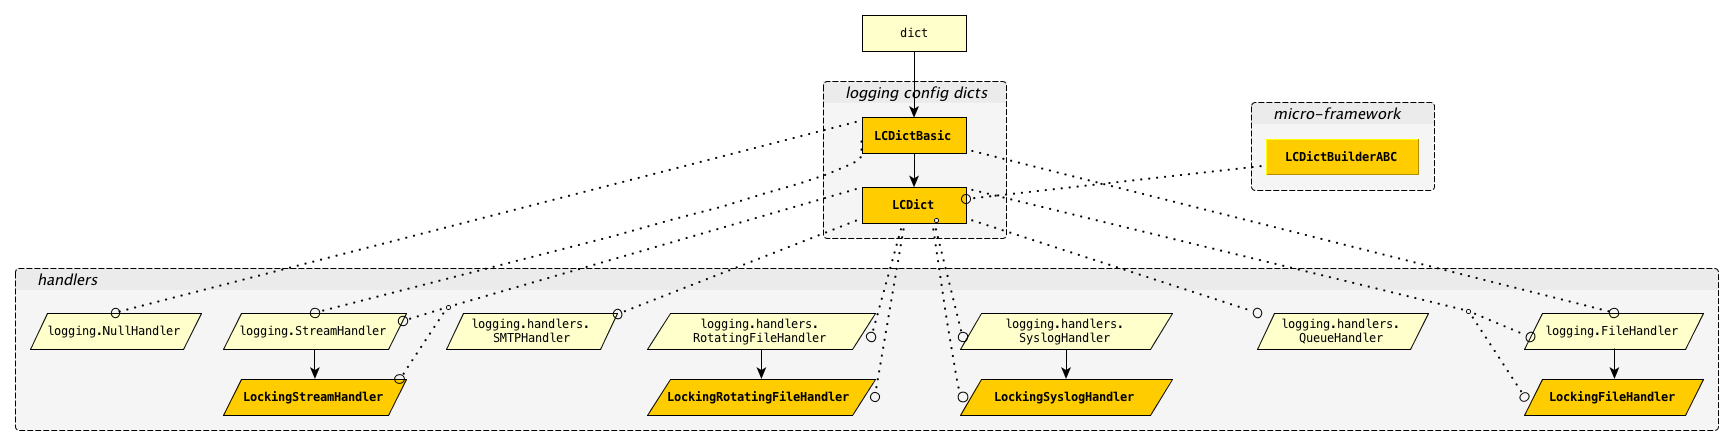 dict
logging config dicts
LCDictBasic
LCDict
micro-framework
LCDictBuilderABC
handlers
logging.NullHandler
logging.StreamHandler
logging.handlers.
SMTPHandler
logging.handlers.
RotatingFileHandler
logging.handlers.
SyslogHandler
logging.handlers.
QueueHandler
logging.FileHandler
LockingStreamHandler
LockingRotatingFileHandler
LockingSyslogHandler
LockingFileHandler